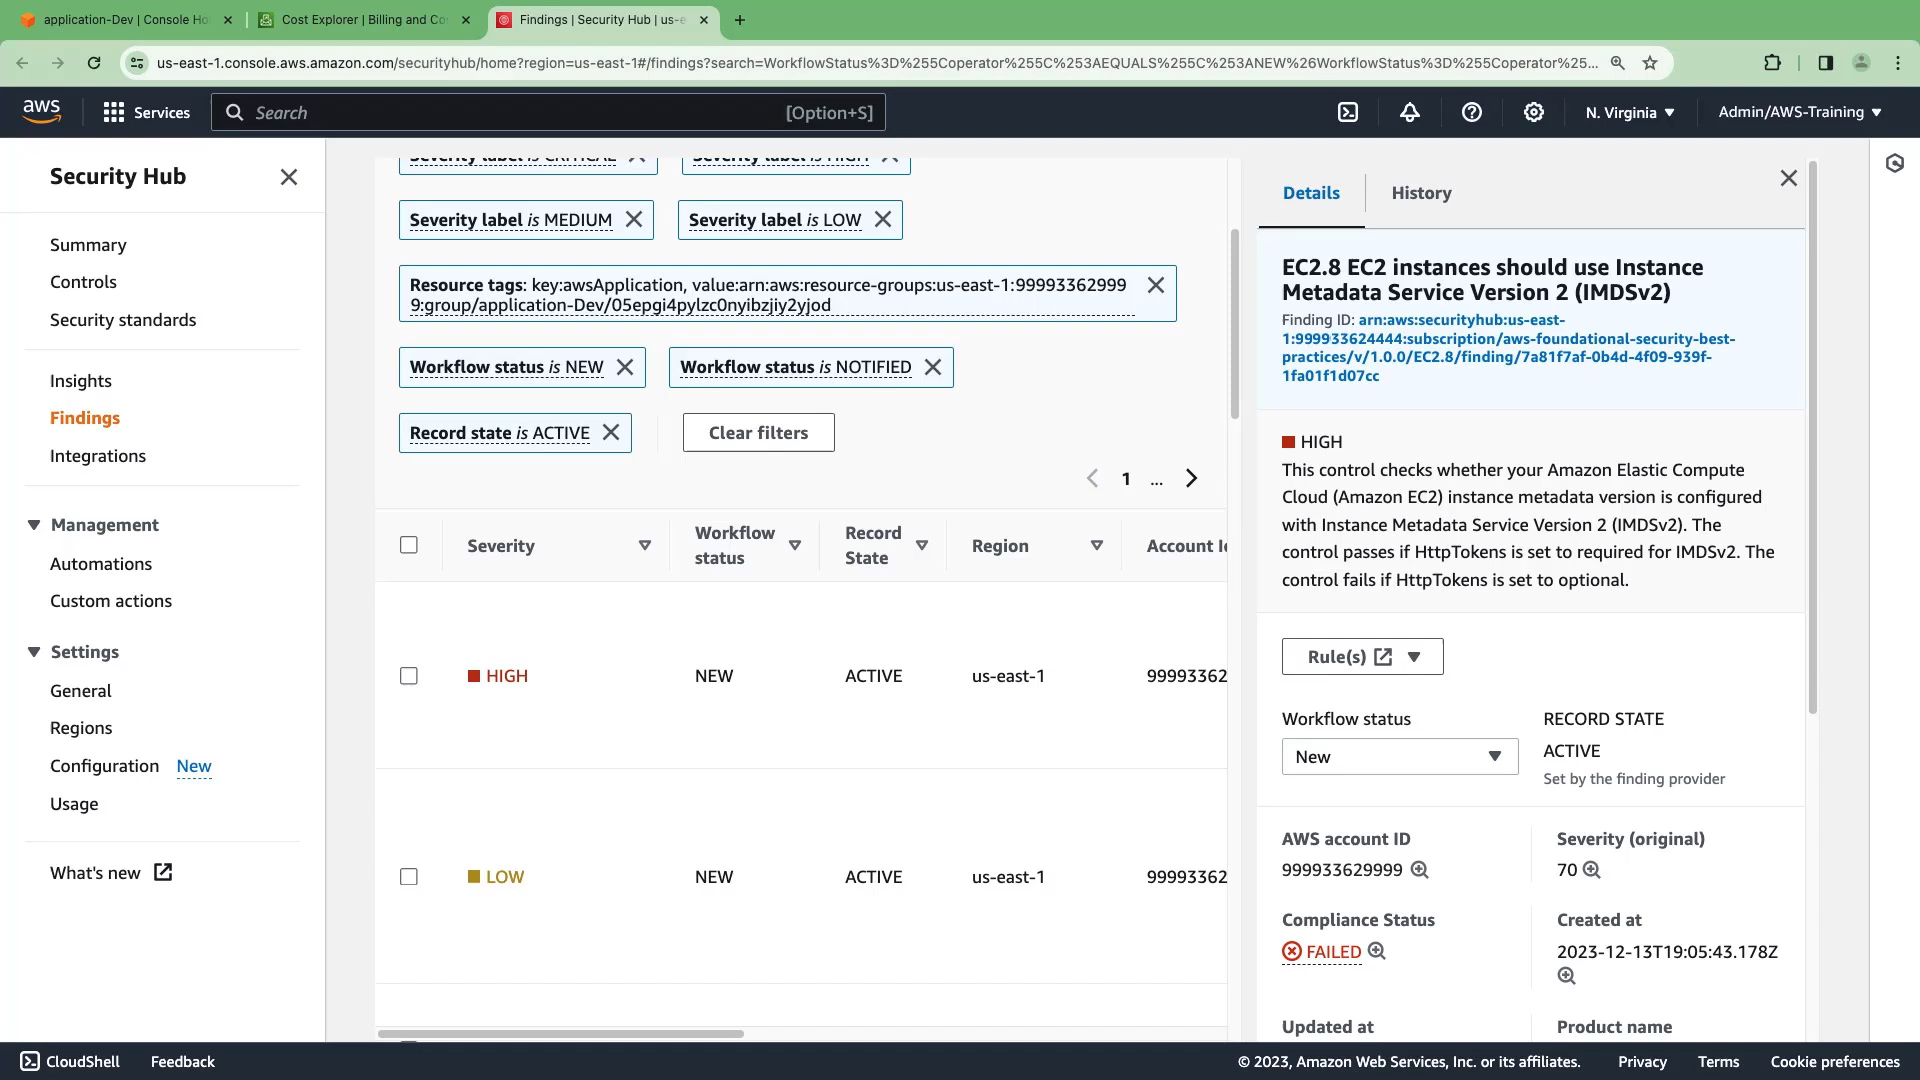 application-Dev | Console Ho
Cost Explorer | Billing and Co
Findings | Security Hub | us-e
us-east-1.console.aws.amazon.com/securityhub/home?region=us-east-1#/findings?search=WorkflowStatus%3D%255Coperator%255C%253AEQUALS%255C%253ANEW%26WorkflowStatus%3D%255Coperator%255...
aws
Services
Search
[Option+S]
N. Virginia
Admin/AWS-Training
Security Hub
Summary
Controls
Security standards
Insights
Findings
Integrations
Management
Automations
Custom actions
Settings
General
Regions
Configuration New
Usage
What's new
Severity label is CRITICAL
Severity label is HIGH
Severity label is MEDIUM
Severity label is LOW
Resource tags: key:awsApplication, value:arn:aws:resource-groups:us-east-1:99993362999
9:group/application-Dev/05epgi4pylzc0nyibzjiy2yjod
Workflow status is NEW
Workflow status is NOTIFIED
Record state is ACTIVE
Clear filters
1 ...
Severity
Workflow status
Record State
Region
Account Id
HIGH NEW ACTIVE us-east-1 99993362
LOW NEW ACTIVE us-east-1 99993362
Details
History
EC2.8 EC2 instances should use Instance
Metadata Service Version 2 (IMDSv2)
Finding ID: arn:aws:securityhub:us-east-
1:999933624444:subscription/aws-foundational-security-best-
practices/v/1.0.0/EC2.8/finding/7a81f7af-0b4d-4f09-939f-
1fa01f1d07cc
HIGH
This control checks whether your Amazon Elastic Compute
Cloud (Amazon EC2) instance metadata version is configured
with Instance Metadata Service Version 2 (IMDSv2). The
control passes if HttpTokens is set to required for IMDSv2. The
control fails if HttpTokens is set to optional.
Rule(s)
Workflow status
New
RECORD STATE
ACTIVE
Set by the finding provider
AWS account ID
999933629999
Severity (original)
70
Compliance Status
FAILED
Created at
2023-12-13T19:05:43.178Z
Updated at
Product name
CloudShell
Feedback
© 2023, Amazon Web Services, Inc. or its affiliates.
Privacy
Terms
Cookie preferences